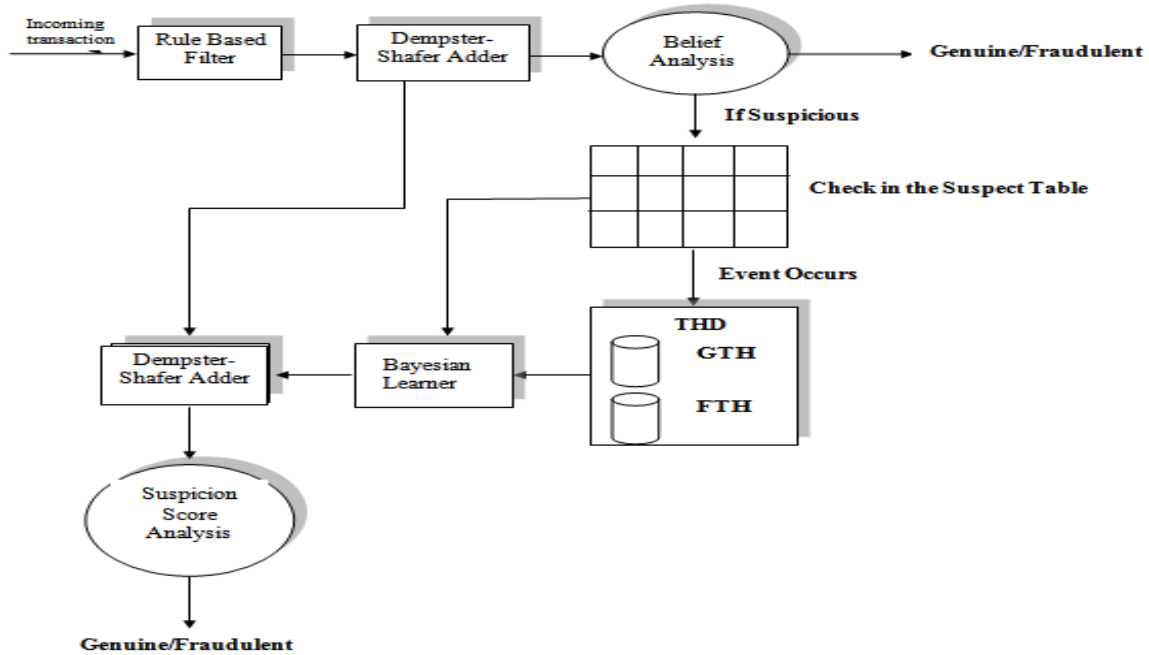 Incoming
transaction
Rule Based
Filter
Dempster-
Shafer Adder
Belief
Analysis
Genuine/Fraudulent
If Suspicious
Check in the Suspect Table
Event Occurs
THD
GTH
FTH
Bayesian
Learner
Dempster-
Shafer Adder
Suspicion
Score
Analysis
Genuine/Fraudulent